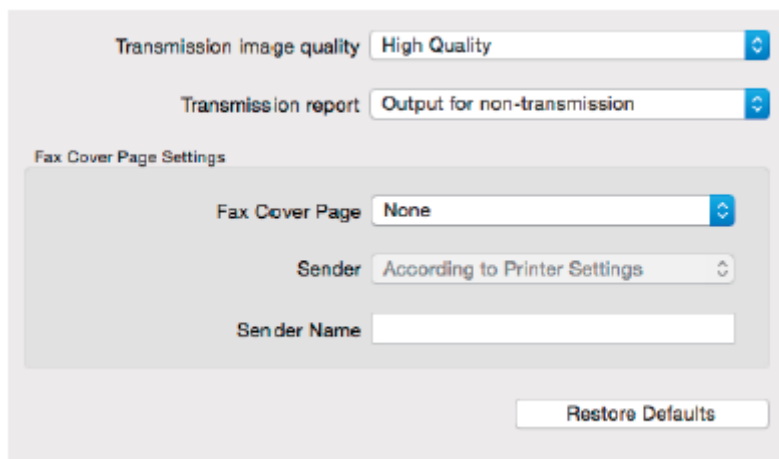 Transmission image quality High Quality
Transmission report Output for non-transmission
Fax Cover Page Settings
Fax Cover Page None
Sender According to Printer Settings
Sender Name
Restore Defaults